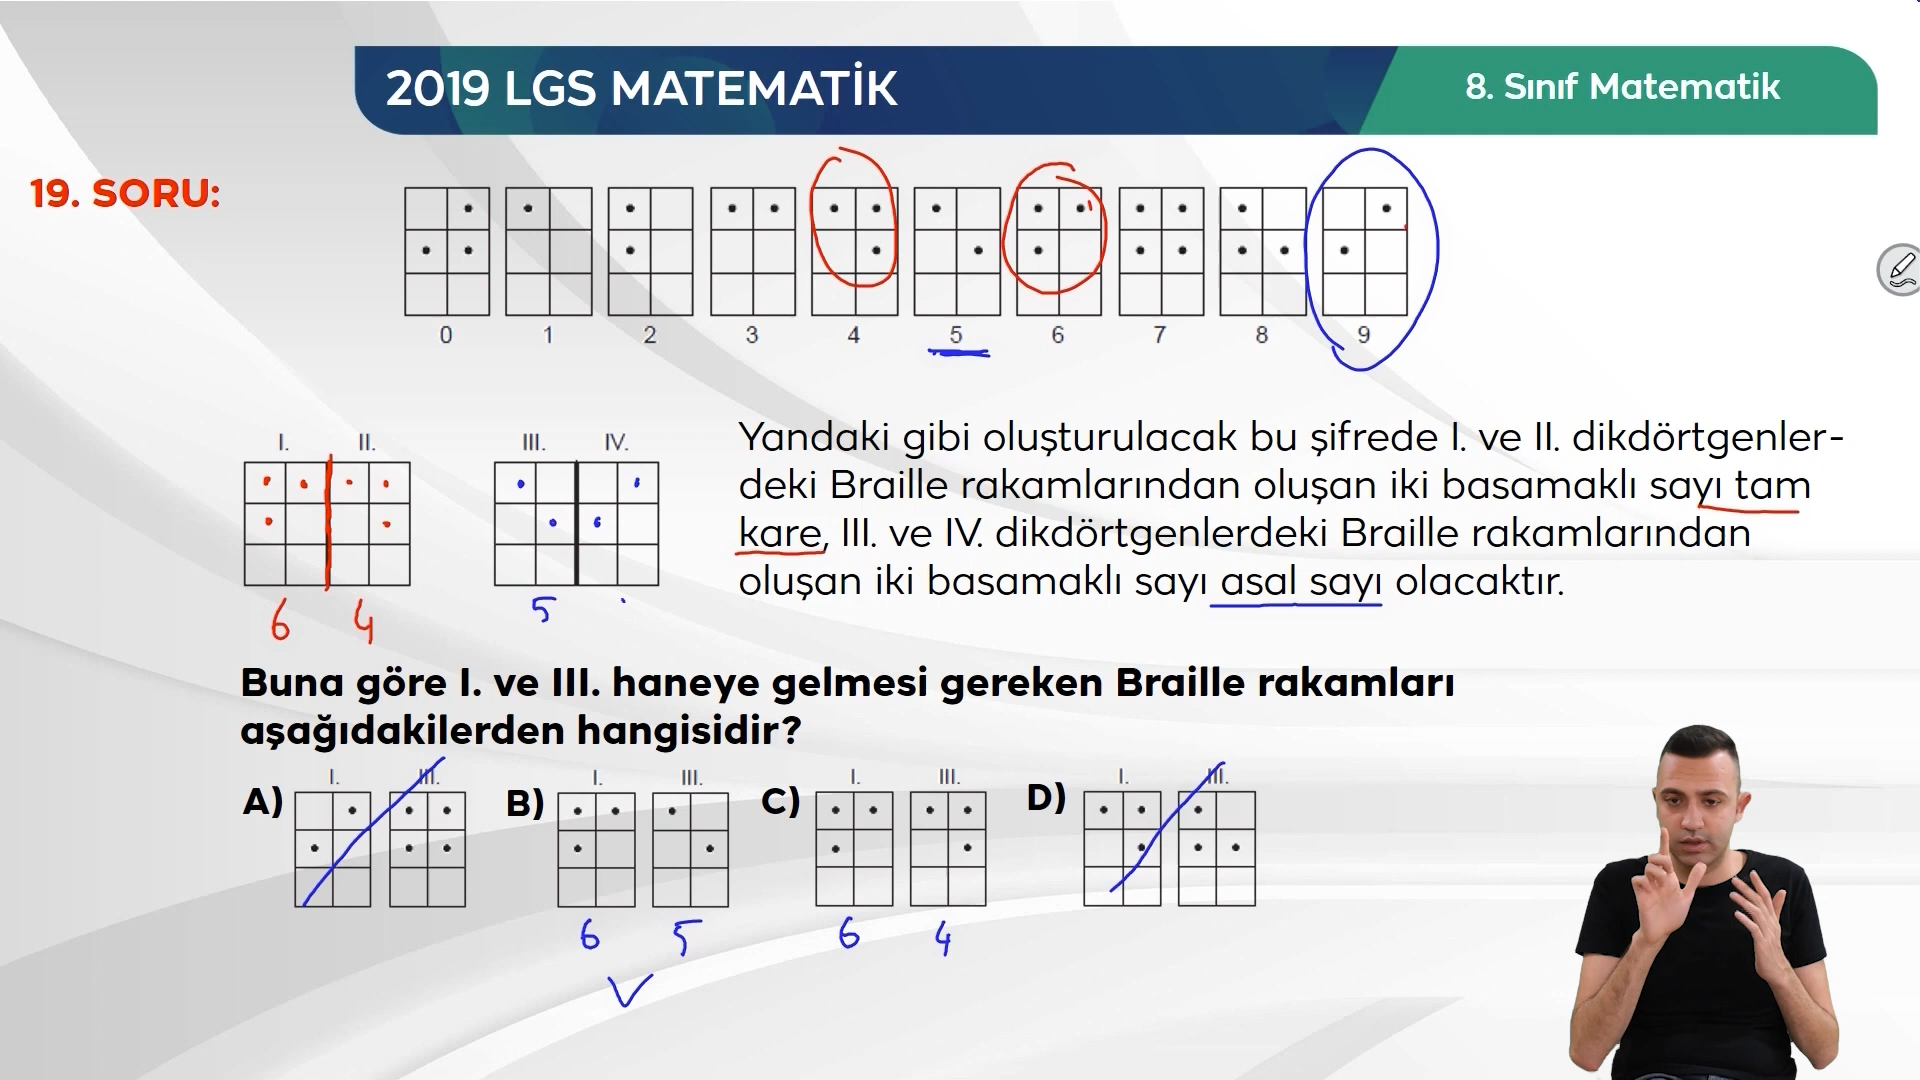 2019 LGS MATEMATİK
8. Sınıf Matematik
19. SORU:
0 1 2 3 4 5 6 7 8 9
I. II. III. IV.
6 4 5
Yandaki gibi oluşturulacak bu şifrede I. ve II. dikdörtgenler-
deki Braille rakamlarından oluşan iki basamaklı sayı tam
kare, III. ve IV. dikdörtgenlerdeki Braille rakamlarından
oluşan iki basamaklı sayı asal sayı olacaktır.
Buna göre I. ve III. haneye gelmesi gereken Braille rakamları
aşağıdakilerden hangisidir?
A) I. III. B) I. III. C) I. III. D) I. III.
6 5 6 4